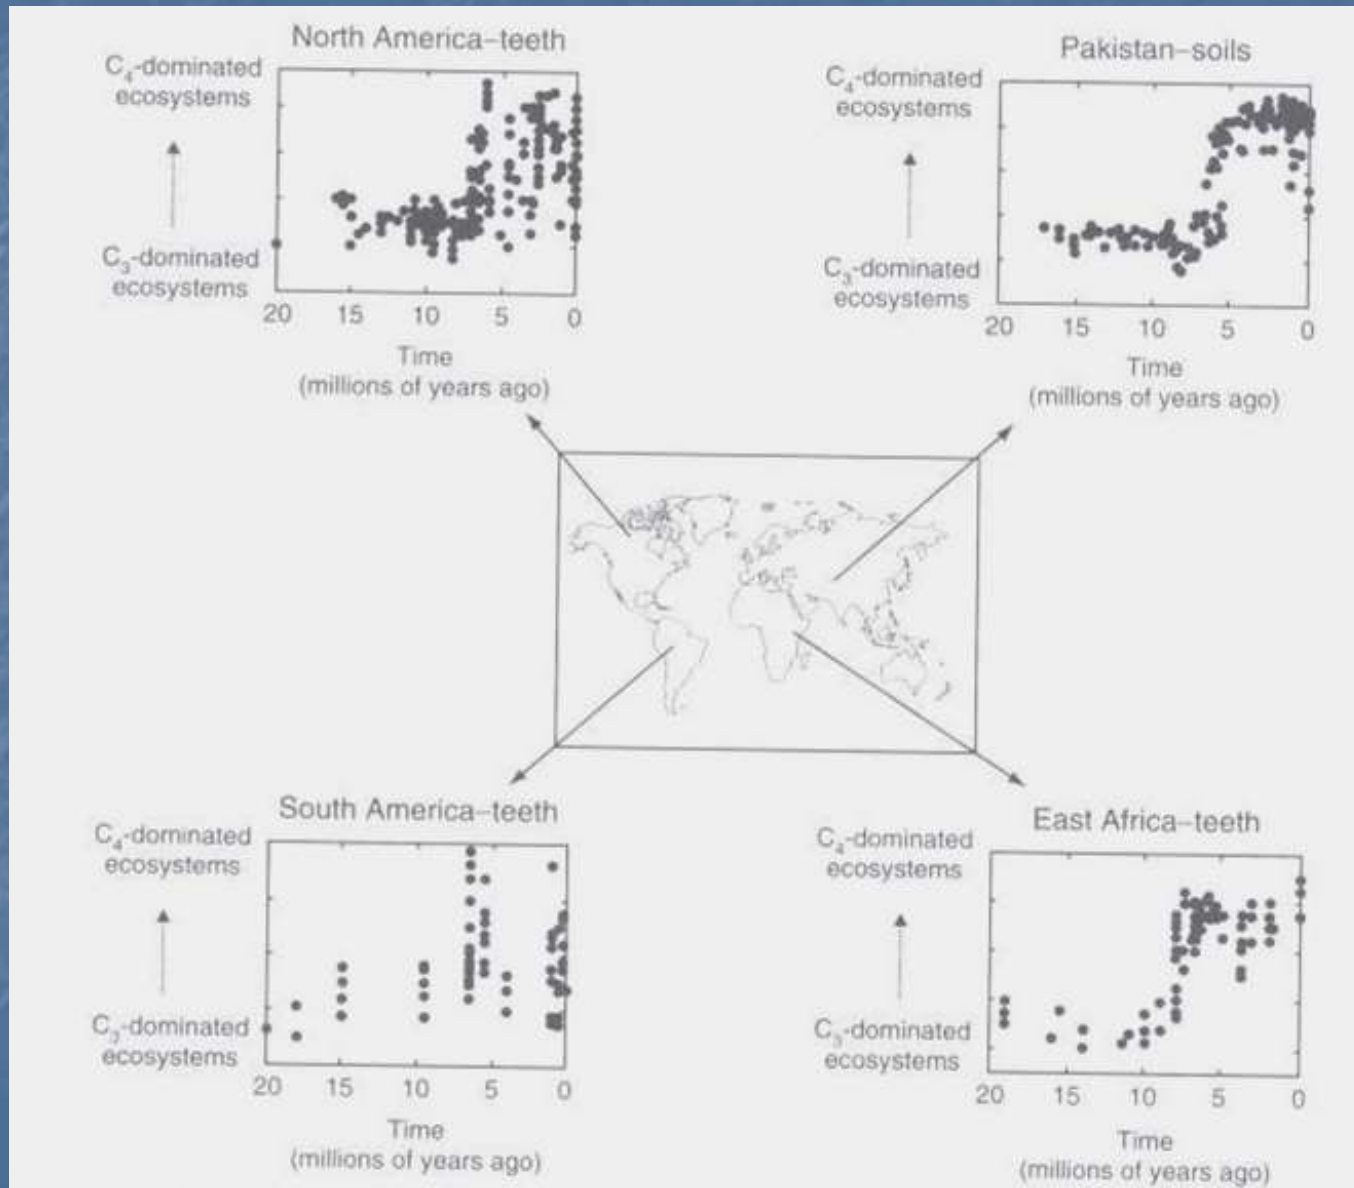 North America–teeth
C₄-dominated
ecosystems
C₃-dominated
ecosystems
20 15 10 5 0
Time
(millions of years ago)
Pakistan–soils
C₄-dominated
ecosystems
C₃-dominated
ecosystems
20 15 10 5 0
Time
(millions of years ago)
South America–teeth
C₄-dominated
ecosystems
C₃-dominated
ecosystems
20 15 10 5 0
Time
(millions of years ago)
East Africa–teeth
C₄-dominated
ecosystems
C₃-dominated
ecosystems
20 15 10 5 0
Time
(millions of years ago)